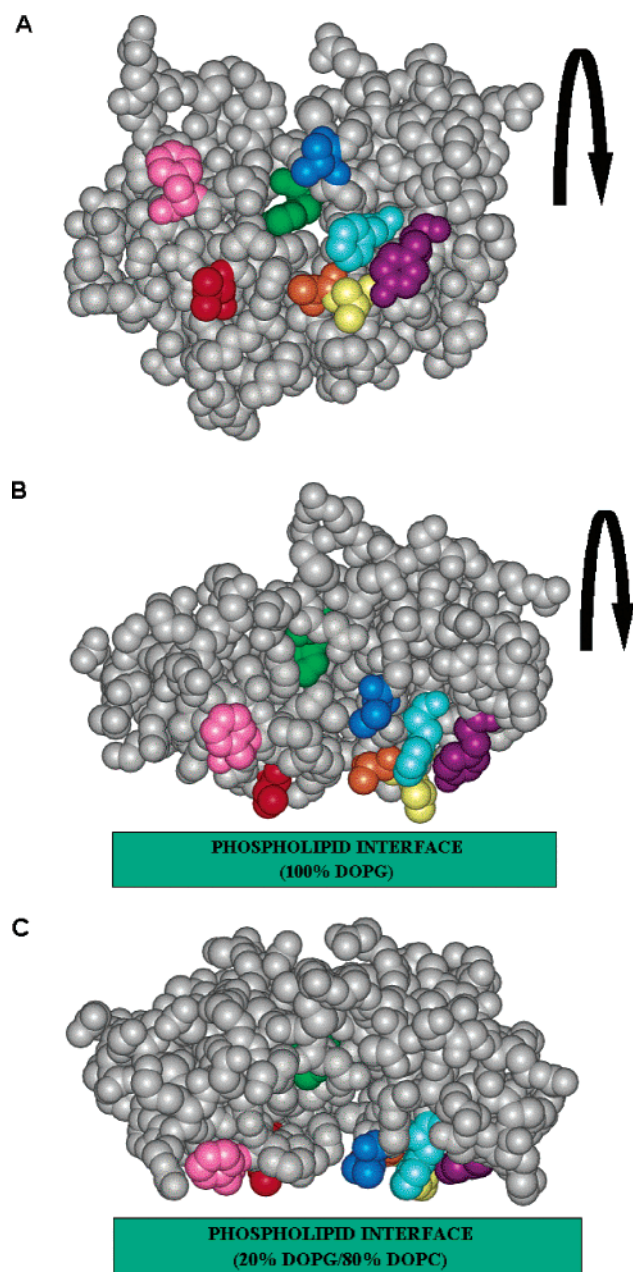 A
B
PHOSPHOLIPID INTERFACE
(100% DOPG)
C
PHOSPHOLIPID INTERFACE
(20% DOPG/80% DOPC)